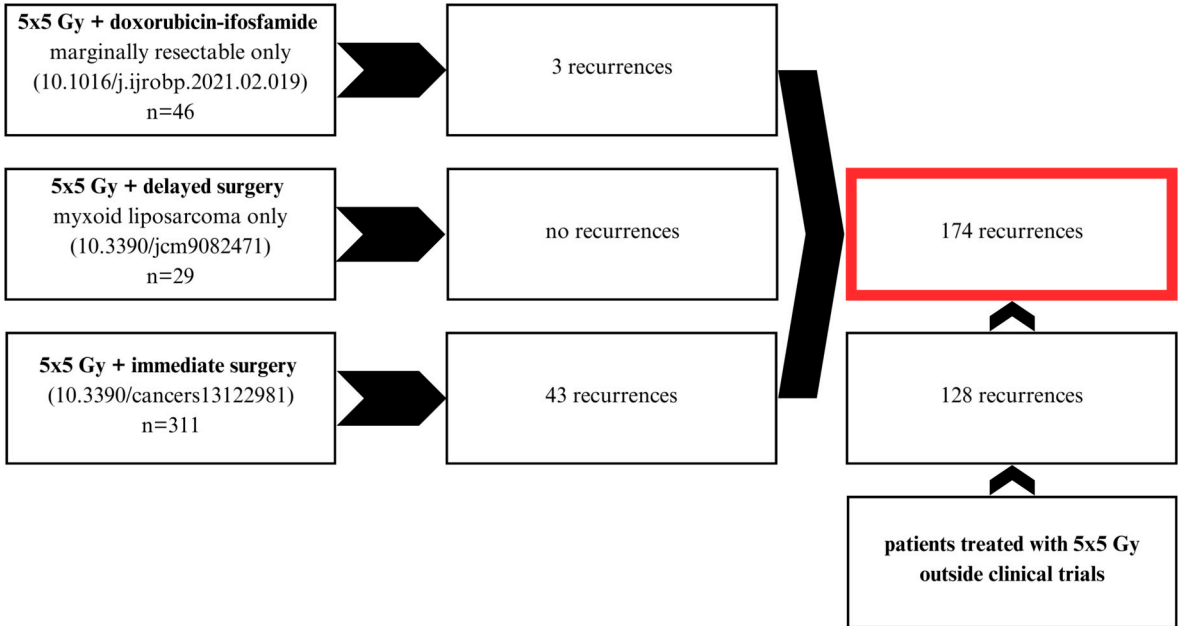 5x5 Gy + doxorubicin-ifosfamide
marginally resectable only
(10.1016/j.ijrobp.2021.02.019)
n=46
3 recurrences
5x5 Gy + delayed surgery
myxoid liposarcoma only
(10.3390/jcm9082471)
n=29
no recurrences
174 recurrences
5x5 Gy + immediate surgery
(10.3390/cancers13122981)
n=311
43 recurrences
128 recurrences
patients treated with 5x5 Gy
outside clinical trials